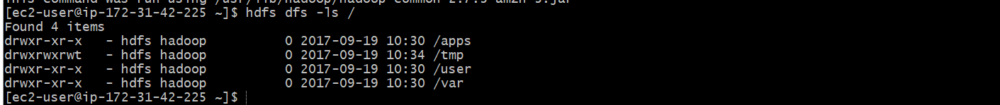 [ec2-user@ip-172-31-42-225 ~]$ hdfs dfs -ls /
Found 4 items
drwxr-xr-x   - hdfs hadoop          0 2017-09-19 10:30 /apps
drwxrwxrwt   - hdfs hadoop          0 2017-09-19 10:34 /tmp
drwxr-xr-x   - hdfs hadoop          0 2017-09-19 10:30 /user
drwxr-xr-x   - hdfs hadoop          0 2017-09-19 10:30 /var
[ec2-user@ip-172-31-42-225 ~]$